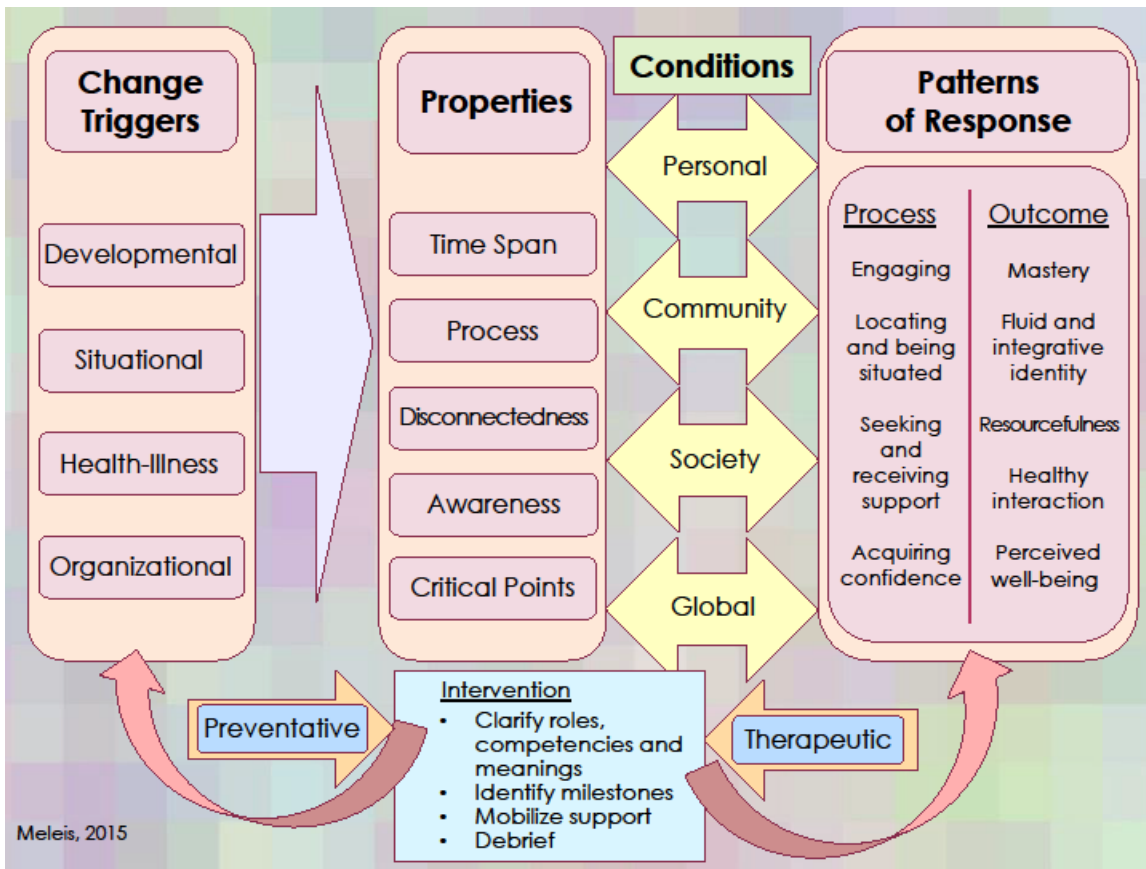 Change
Triggers
Developmental
Situational
Health-Illness
Organizational
Properties
Time Span
Process
Disconnectedness
Awareness
Critical Points
Conditions
Personal
Community
Society
Global
Patterns
of Response
Process
Engaging
Locating
and being
situated
Seeking
and
receiving
support
Acquiring
confidence
Outcome
Mastery
Fluid and
integrative
identity
Resourcefulness
Healthy
interaction
Perceived
well-being
Preventative
Intervention
• Clarify roles,
competencies and
meanings
• Identify milestones
• Mobilize support
• Debrief
Therapeutic
Meleis, 2015